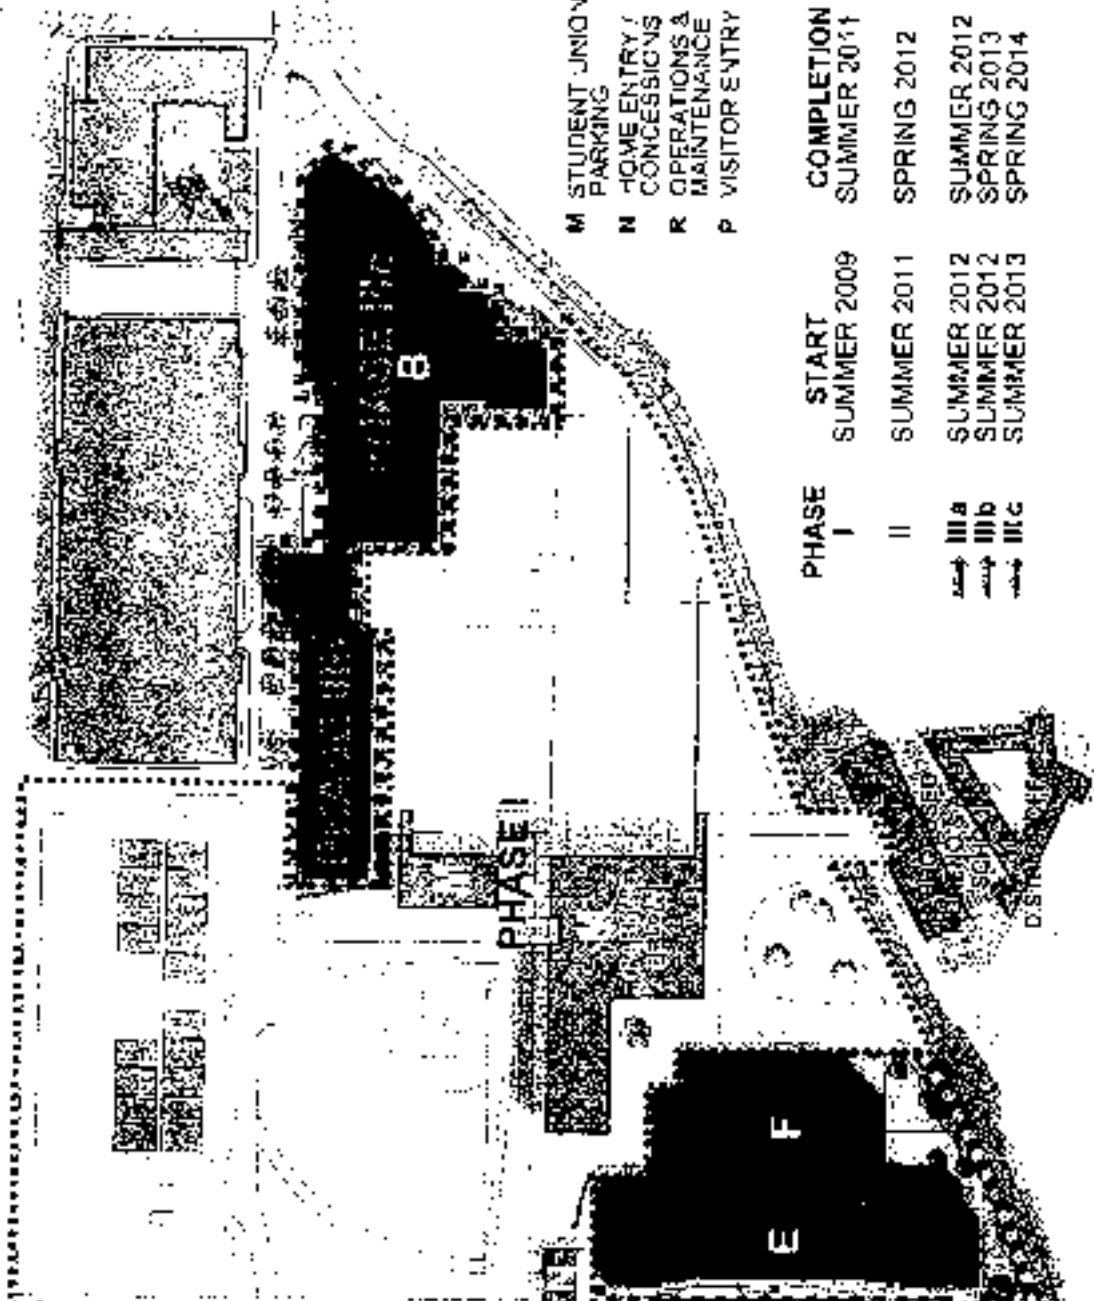 M STUDENT UNION
PARKING
N HOME ENTRY /
CONCESSIONS
R OPERATIONS &
MAINTENANCE
P VISITOR ENTRY
PHASE START COMPLETION
I SUMMER 2009 SUMMER 2011
II SUMMER 2011 SPRING 2012
IIIa SUMMER 2012 SUMMER 2012
IIIb SUMMER 2012 SPRING 2013
IIIc SUMMER 2013 SPRING 2014
B
PHASE II
F
E